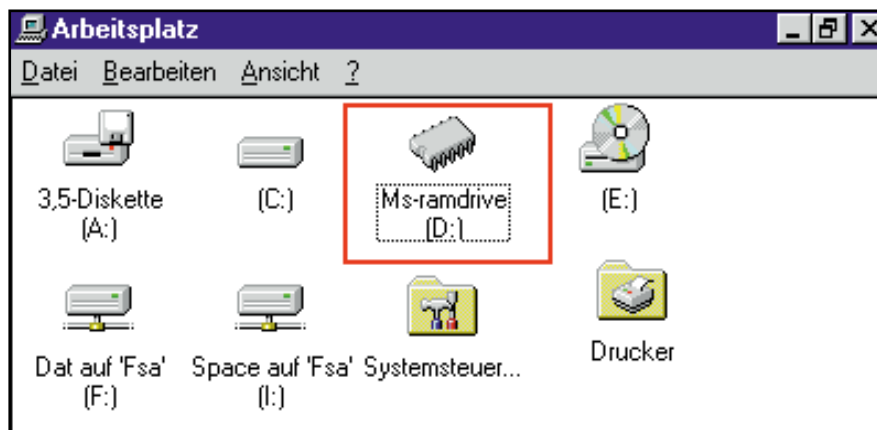 Arbeitsplatz
Datei Bearbeiten Ansicht ?
3,5-Diskette (C:) Ms-ramdrive (E:)
(A:) (D:)
Dat auf 'Fsa' Space auf 'Fsa' Systemsteuer... Drucker
(F:) (I:)